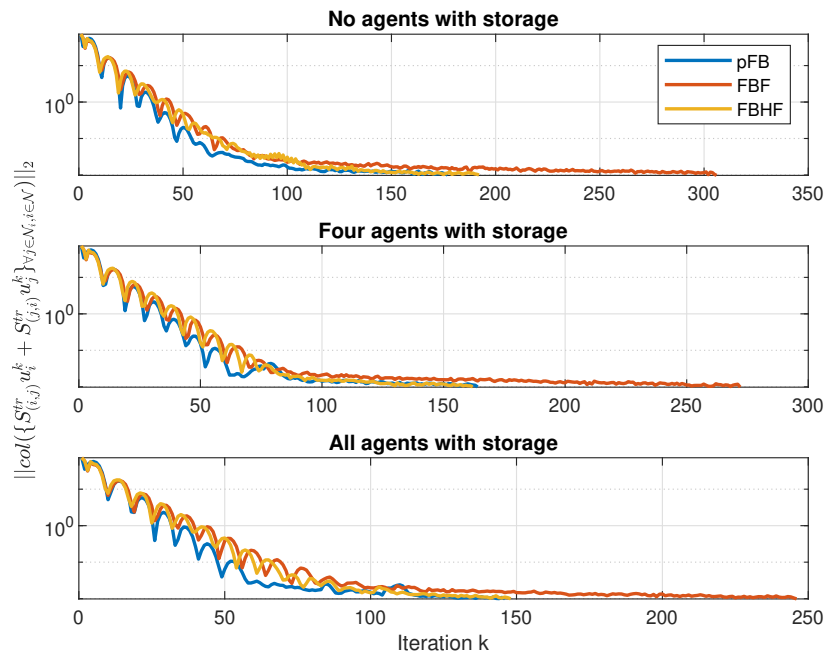 No agents with storage
10^0
0 50 100 150 200 250 300 350
pFB
FBF
FBHF
||col({S^{tr}_{(i,j)} u^k_i + S^{tr}_{(j,i)} u^k_j}_{∀j∈𝒩_i, i∈𝒩})||_2
Four agents with storage
10^0
0 50 100 150 200 250 300
All agents with storage
10^0
0 50 100 150 200 250
Iteration k